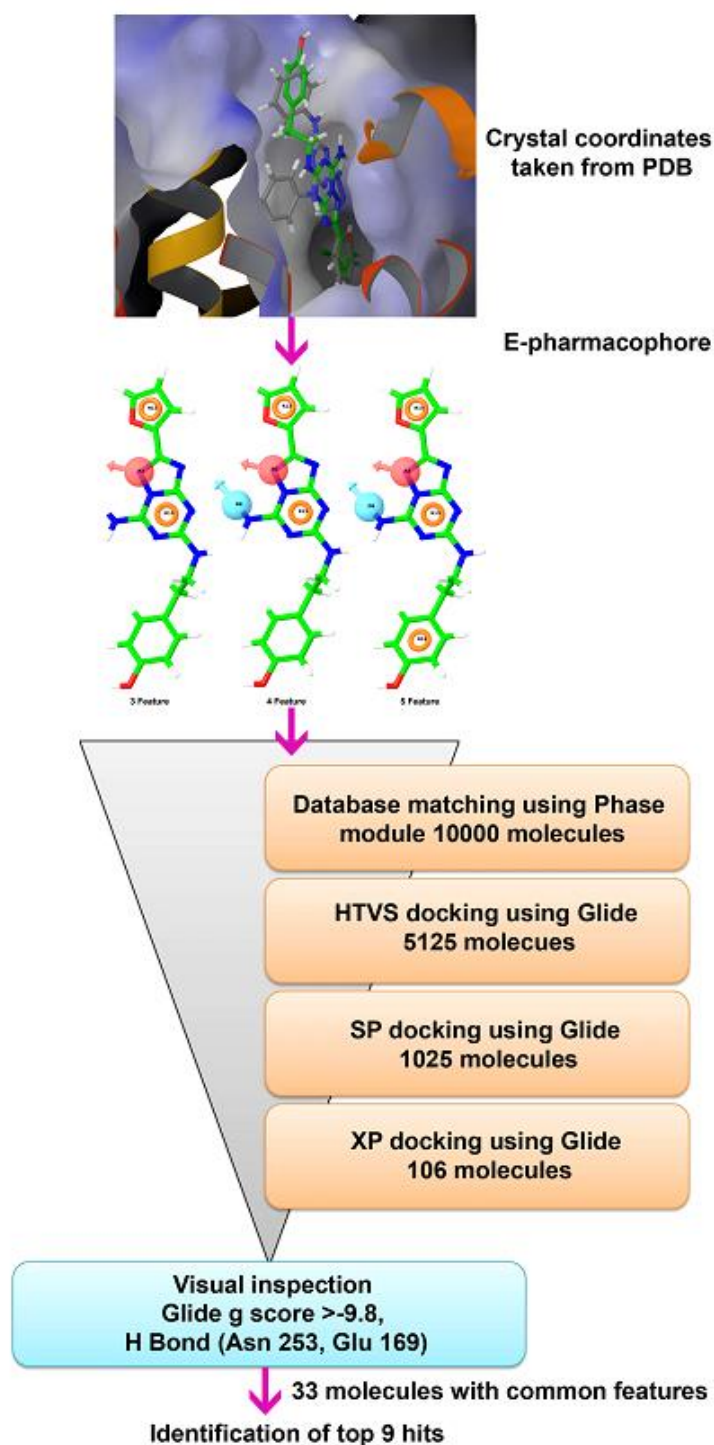 Crystal coordinates
taken from PDB
E-pharmacophore
3 Feature
4 Feature
5 Feature
Database matching using Phase
module 10000 molecules
HTVS docking using Glide
5125 molecues
SP docking using Glide
1025 molecules
XP docking using Glide
106 molecules
Visual inspection
Glide g score >-9.8,
H Bond (Asn 253, Glu 169)
33 molecules with common features
Identification of top 9 hits